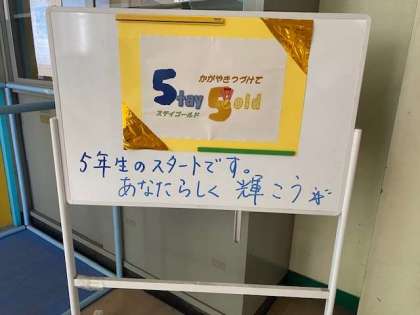 かがやきつづけて
5tay gold
ステイゴールド
5年生のスタートです。
あなたらしく輝こう